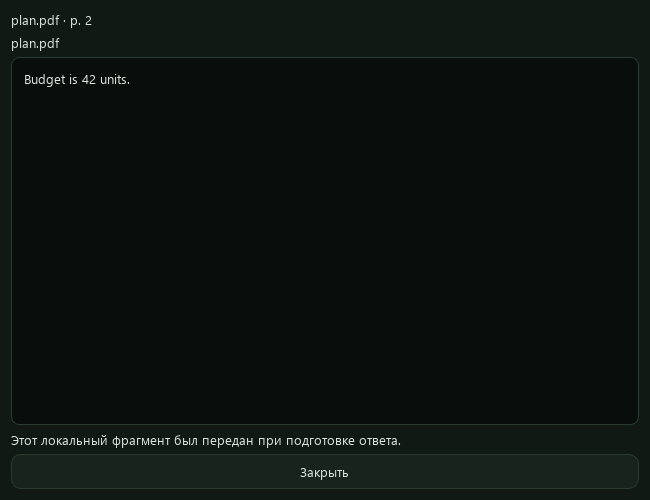 plan.pdf · p. 2
plan.pdf
Budget is 42 units.
Этот локальный фрагмент был передан при подготовке ответа.
Закрыть